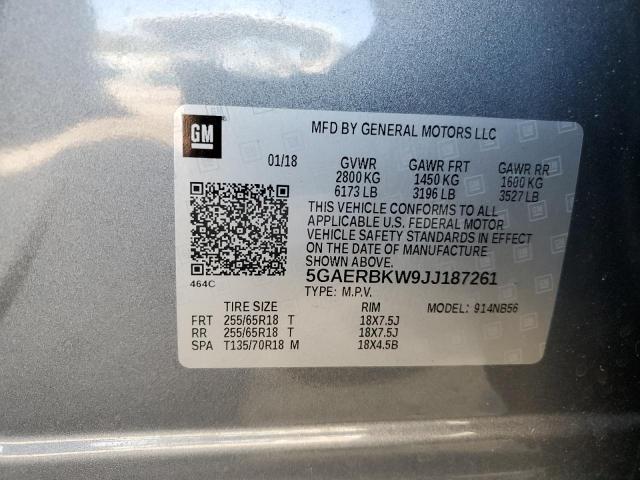 GM
MFD BY GENERAL MOTORS LLC
01/18 GVWR GAWR FRT GAWR RR
2800 KG 1450 KG 1600 KG
6173 LB 3196 LB 3527 LB
THIS VEHICLE CONFORMS TO ALL
APPLICABLE U.S. FEDERAL MOTOR
VEHICLE SAFETY STANDARDS IN EFFECT
ON THE DATE OF MANUFACTURE
SHOWN ABOVE.
5GAERBKW9JJ187261
464C
TYPE: M.P.V.
TIRE SIZE RIM MODEL: 914NB56
FRT 255/65R18 T 18X7.5J
RR 255/65R18 T 18X7.5J
SPA T135/70R18 M 18X4.5B